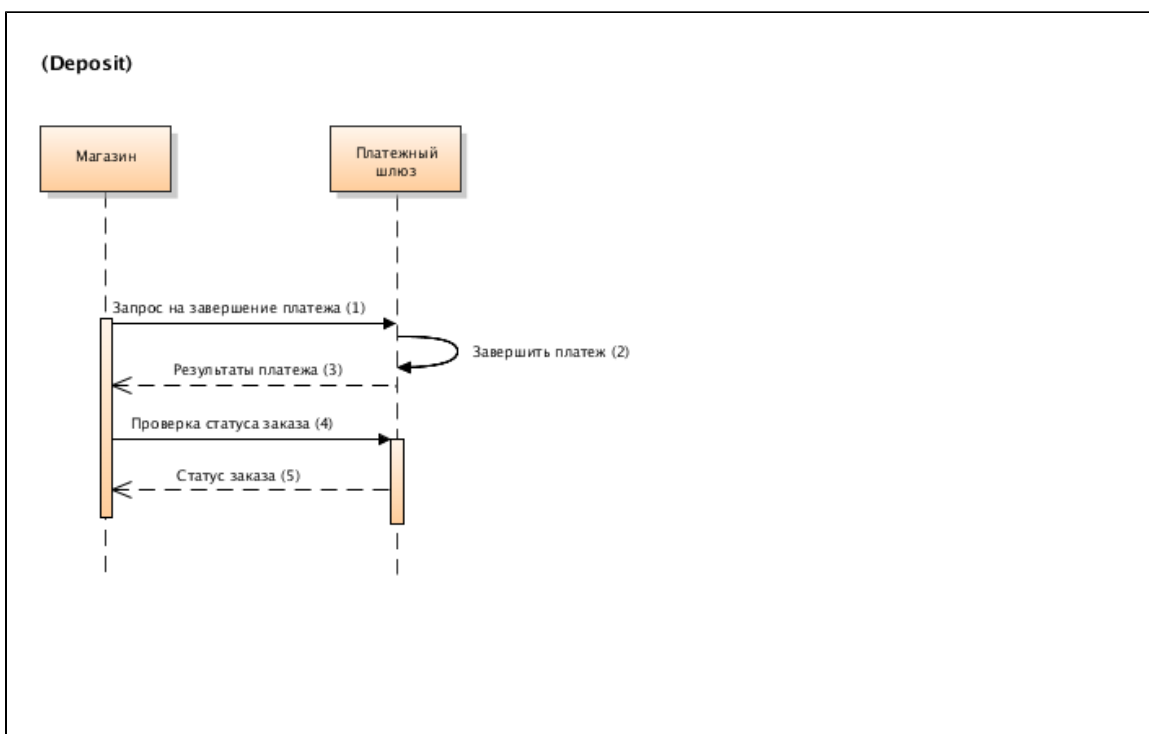 (Deposit)
Магазин
Платежный
шлюз
Запрос на завершение платежа (1)
Завершить платеж (2)
Результаты платежа (3)
Проверка статуса заказа (4)
Статус заказа (5)